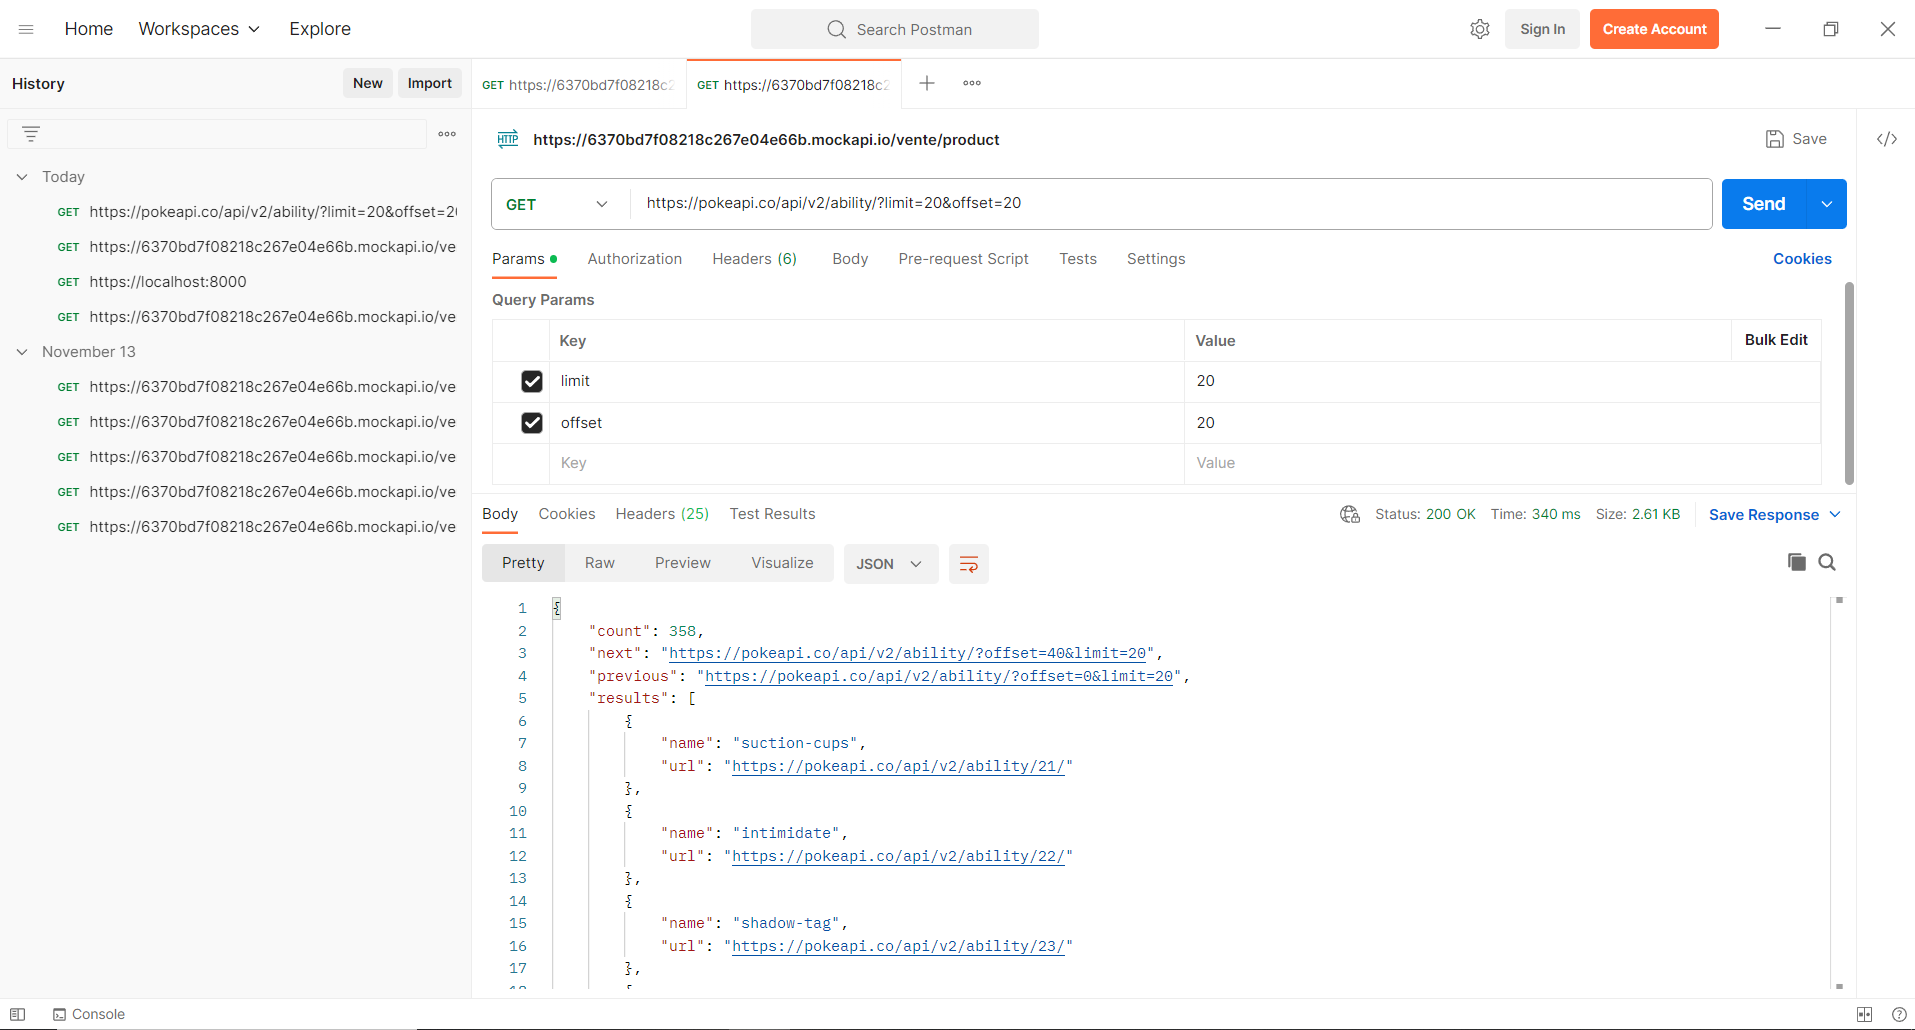 Home Workspaces Explore Search Postman Sign In Create Account
History New Import
Today
GET https://pokeapi.co/api/v2/ability/?limit=20&offset=20
GET https://6370bd7f08218c267e04e66b.mockapi.io/ve
GET https://localhost:8000
GET https://6370bd7f08218c267e04e66b.mockapi.io/ve
November 13
GET https://6370bd7f08218c267e04e66b.mockapi.io/ve
GET https://6370bd7f08218c267e04e66b.mockapi.io/ve
GET https://6370bd7f08218c267e04e66b.mockapi.io/ve
GET https://6370bd7f08218c267e04e66b.mockapi.io/ve
GET https://6370bd7f08218c267e04e66b.mockapi.io/ve
GET https://6370bd7f08218c2 GET https://6370bd7f08218c2
HTTP https://6370bd7f08218c267e04e66b.mockapi.io/vente/product Save </>
GET https://pokeapi.co/api/v2/ability/?limit=20&offset=20 Send
Params Authorization Headers (6) Body Pre-request Script Tests Settings Cookies
Query Params
Key Value Bulk Edit
limit 20
offset 20
Key Value
Body Cookies Headers (25) Test Results Status: 200 OK Time: 340 ms Size: 2.61 KB Save Response
Pretty Raw Preview Visualize JSON
1 {
2 "count": 358,
3 "next": "https://pokeapi.co/api/v2/ability/?offset=40&limit=20",
4 "previous": "https://pokeapi.co/api/v2/ability/?offset=0&limit=20",
5 "results": [
6 {
7 "name": "suction-cups",
8 "url": "https://pokeapi.co/api/v2/ability/21/"
9 },
10 {
11 "name": "intimidate",
12 "url": "https://pokeapi.co/api/v2/ability/22/"
13 },
14 {
15 "name": "shadow-tag",
16 "url": "https://pokeapi.co/api/v2/ability/23/"
17 },
18 {
Console